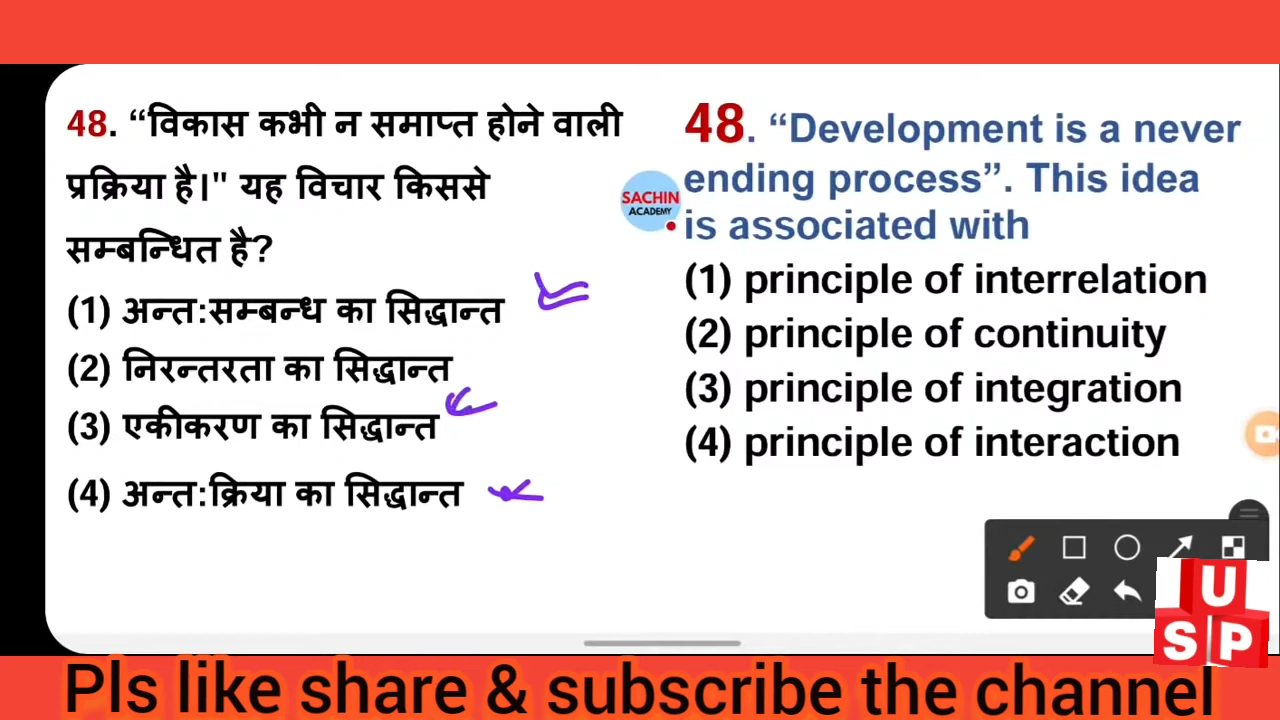 48. “विकास कभी न समाप्त होने वाली
प्रक्रिया है।" यह विचार किससे
सम्बन्धित है?
(1) अन्त:सम्बन्ध का सिद्धान्त
(2) निरन्तरता का सिद्धान्त
(3) एकीकरण का सिद्धान्त
(4) अन्त:क्रिया का सिद्धान्त
SACHIN
ACADEMY
48. “Development is a never
ending process”. This idea
is associated with
(1) principle of interrelation
(2) principle of continuity
(3) principle of integration
(4) principle of interaction
U
S P
Pls like share & subscribe the channel